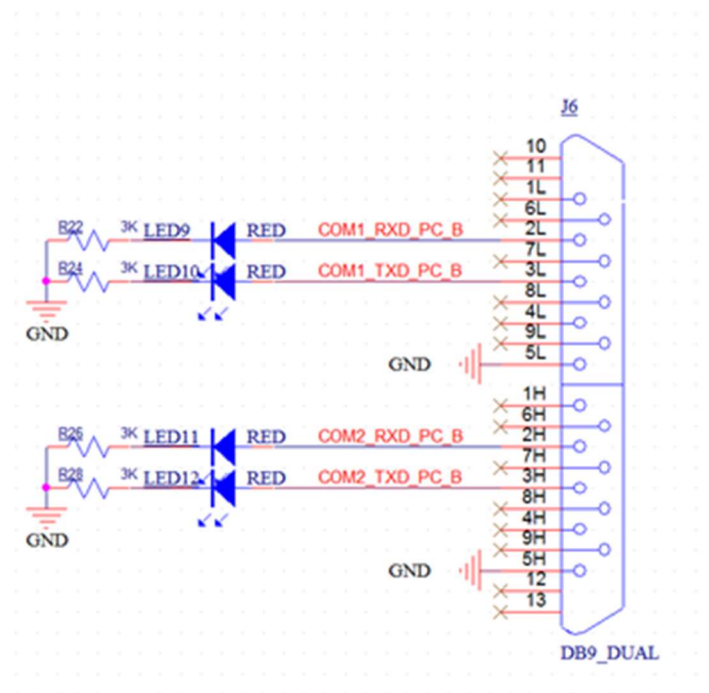 J6
10
11
1L
6L
R22 3K LED9 RED COM1_RXD_PC_B 2L
7L
R24 3K LED10 RED COM1_TXD_PC_B 3L
8L
GND
4L
9L
GND 5L
1H
6H
R26 3K LED11 RED COM2_RXD_PC_B 2H
7H
R28 3K LED12 RED COM2_TXD_PC_B 3H
8H
4H
GND
9H
GND 5H
12
13
DB9_DUAL